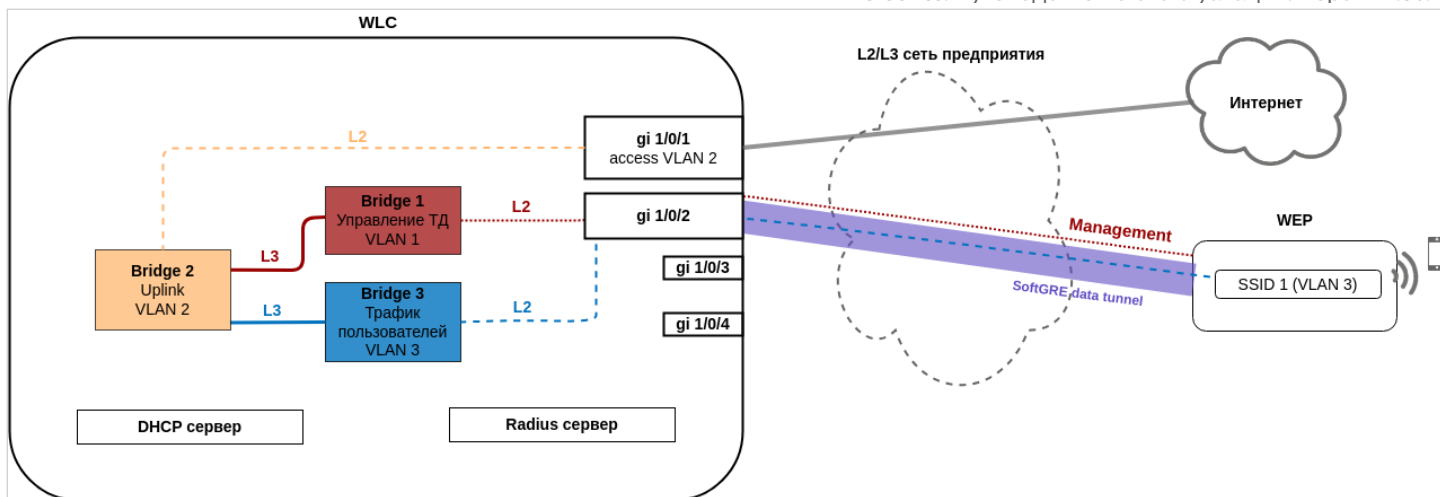 WLC
L2/L3 сеть предприятия
Интернет
gi 1/0/1
access VLAN 2
L2
Bridge 1
Управление ТД
VLAN 1
L2
gi 1/0/2
Management
WEP
L3
Bridge 2
Uplink
VLAN 2
gi 1/0/3
SSID 1 (VLAN 3)
SoftGRE data tunnel
Bridge 3
Трафик
пользователей
VLAN 3
L3
L2
gi 1/0/4
DHCP сервер
Radius сервер